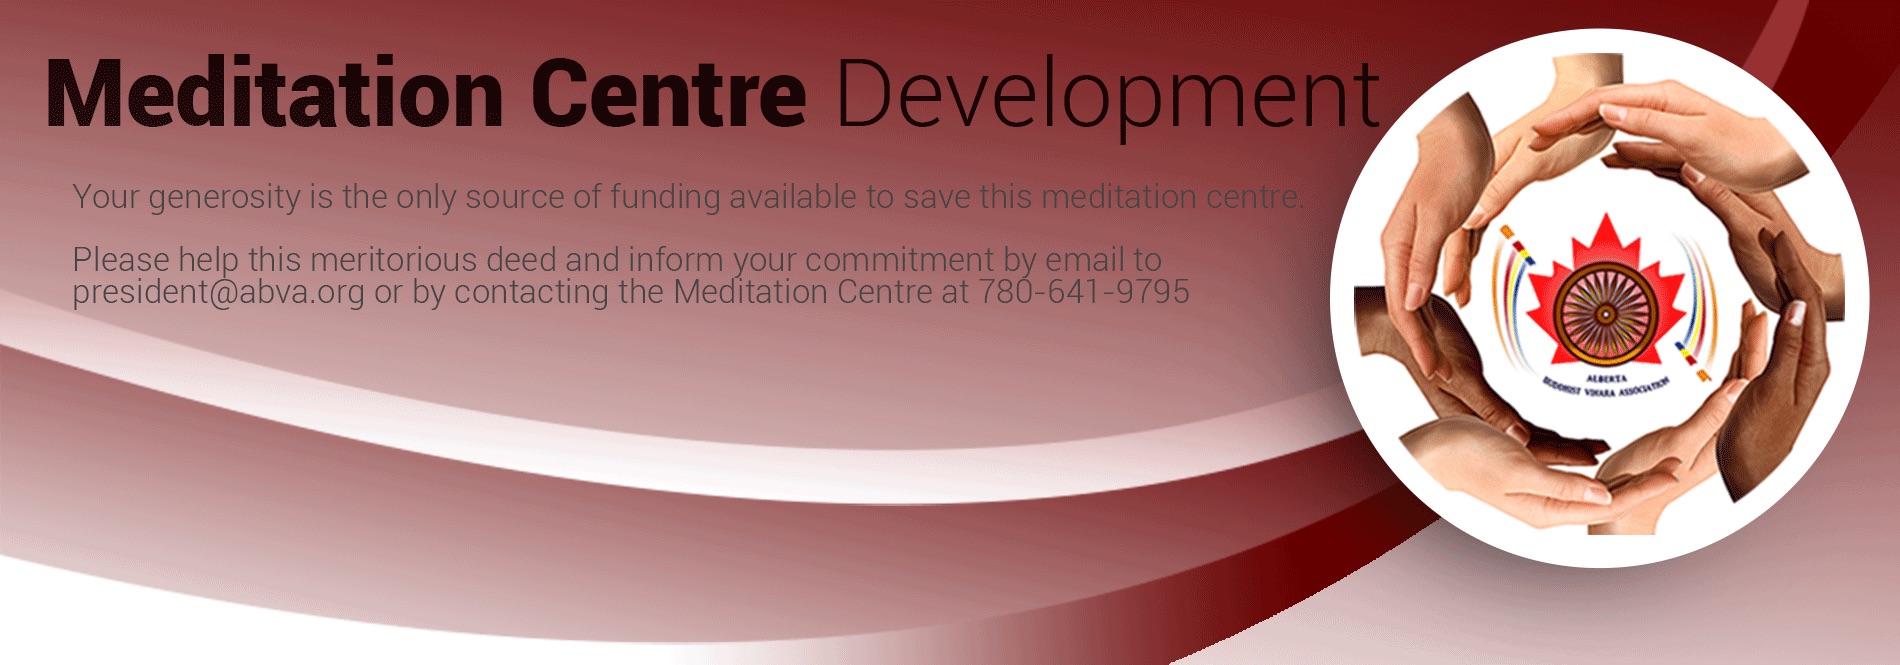 Meditation Centre Development
Your generosity is the only source of funding available to save this meditation centre.
Please help this meritorious deed and inform your commitment by email to
president@abva.org or by contacting the Meditation Centre at 780-641-9795
ALBERTA
BUDDHIST VIHARA ASSOCIATION